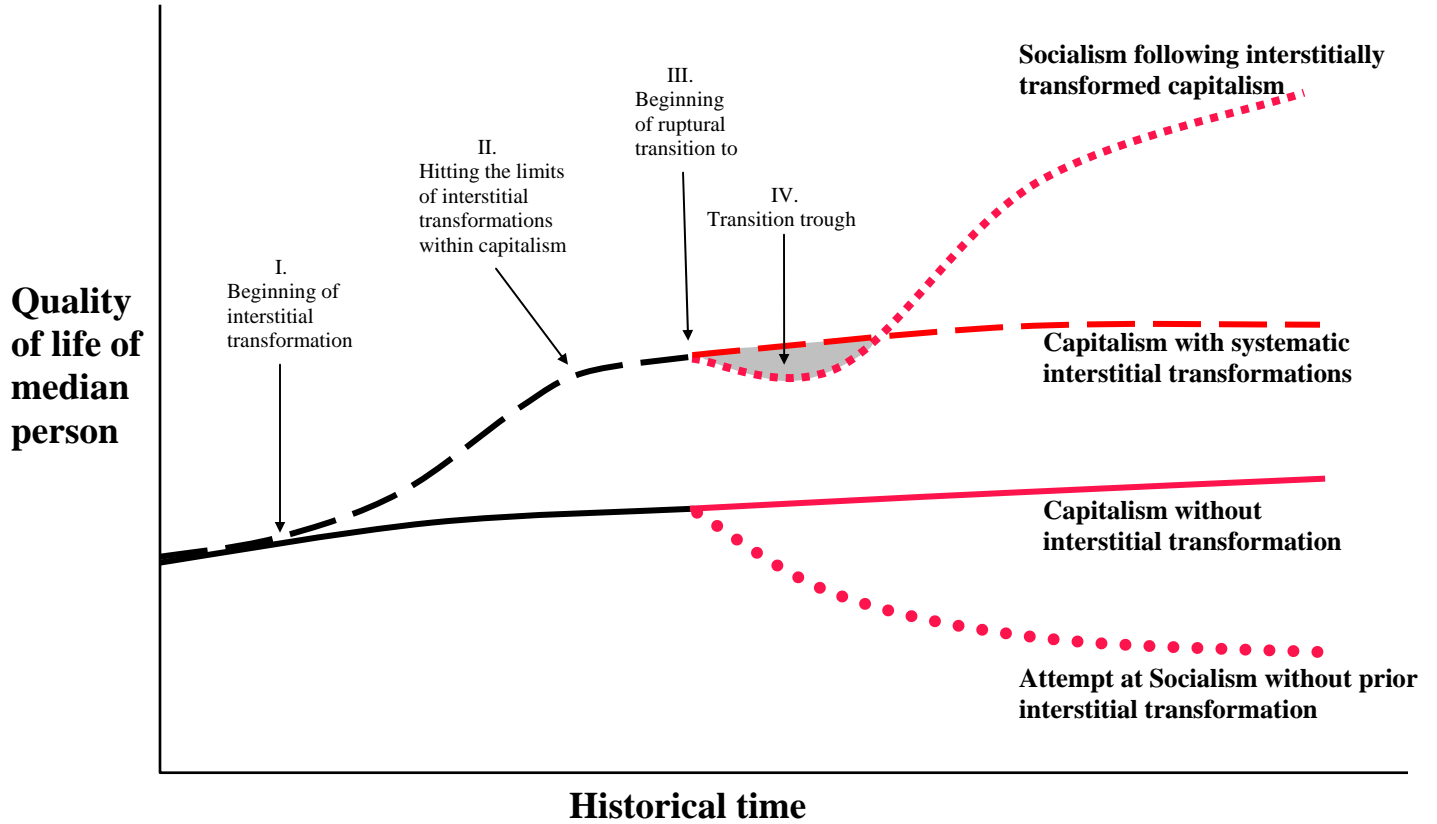 Socialism following interstitially
transformed capitalism
III.
Beginning
of ruptural
transition to
II.
Hitting the limits
of interstitial
transformations
within capitalism
IV.
Transition trough
I.
Beginning of
interstitial
transformation
Quality
of life of
median
person
Capitalism with systematic
interstitial transformations
Capitalism without
interstitial transformation
Attempt at Socialism without prior
interstitial transformation
Historical time